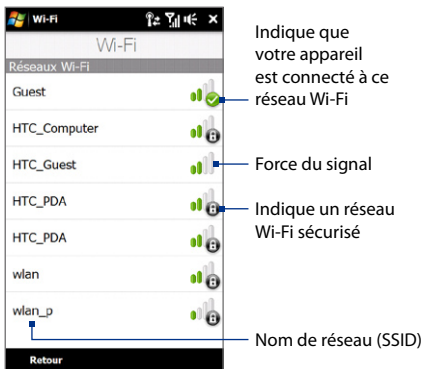 Wi-Fi
Wi-Fi
Réseaux Wi-Fi
Guest
HTC_Computer
HTC_Guest
HTC_PDA
HTC_PDA
wlan
wlan_p
Retour
Indique que
votre appareil
est connecté à ce
réseau Wi-Fi
Force du signal
Indique un réseau
Wi-Fi sécurisé
Nom de réseau (SSID)